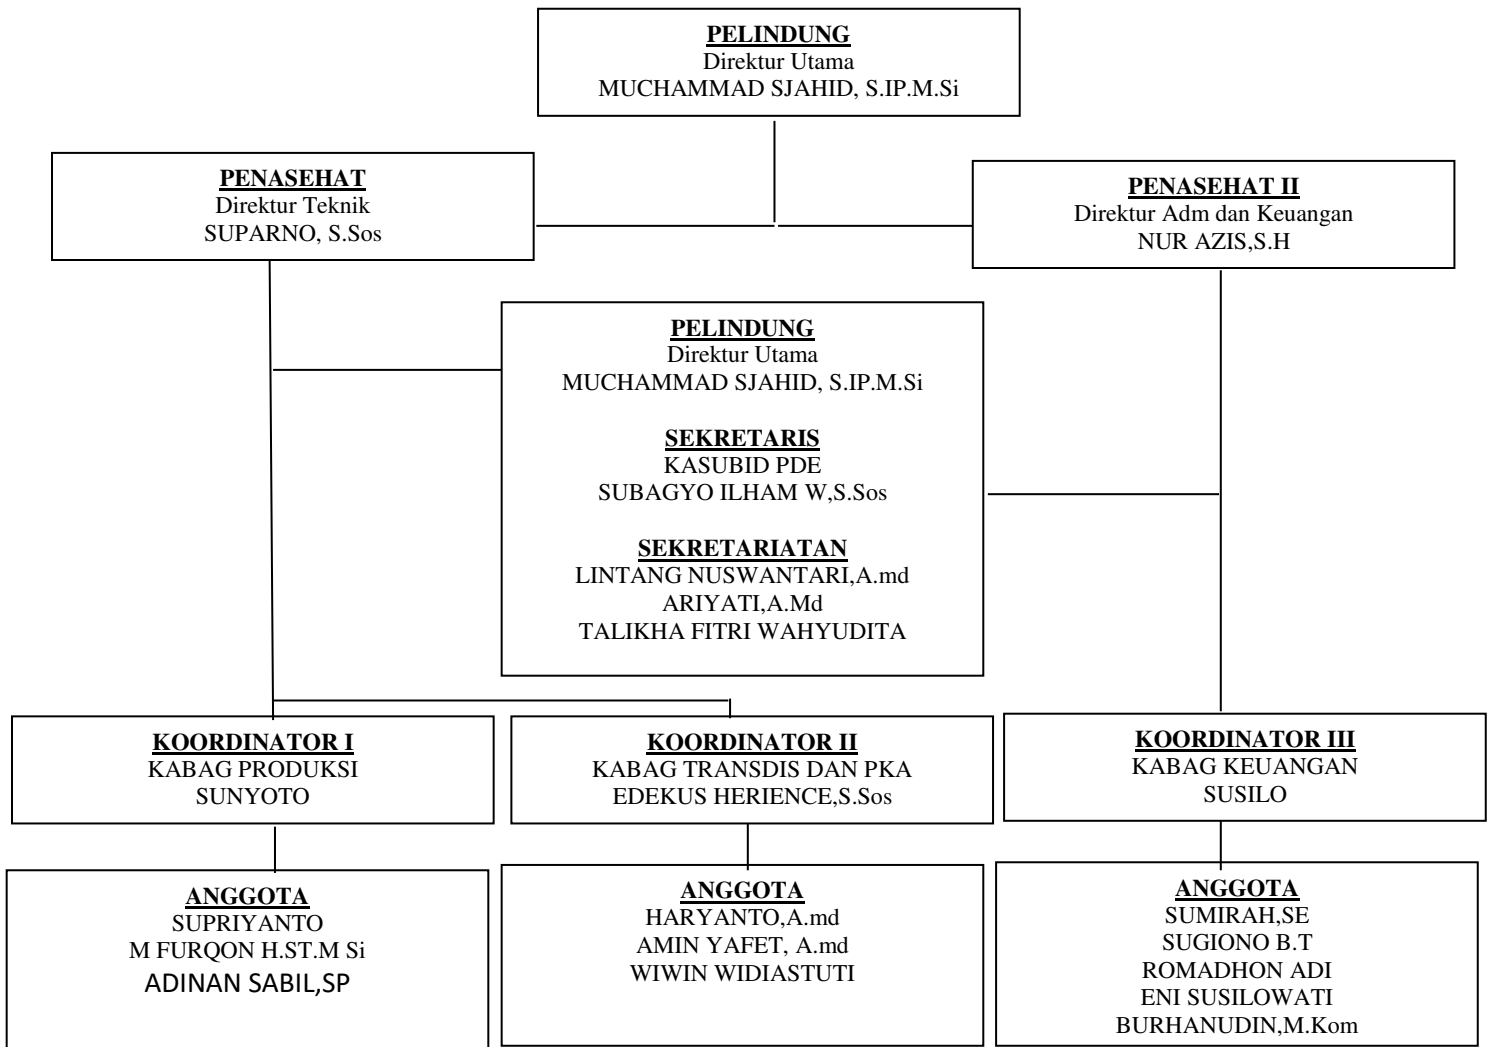 PELINDUNG
Direktur Utama
MUCHAMMAD SJAHID, S.IP.M.Si
PENASEHAT
Direktur Teknik
SUPARNO, S.Sos
PENASEHAT II
Direktur Adm dan Keuangan
NUR AZIS,S.H
PELINDUNG
Direktur Utama
MUCHAMMAD SJAHID, S.IP.M.Si
SEKRETARIS
KASUBID PDE
SUBAGYO ILHAM W,S.Sos
SEKRETARIATAN
LINTANG NUSWANTARI,A.md
ARIYATI,A.Md
TALIKHA FITRI WAHYUDITA
KOORDINATOR I
KABAG PRODUKSI
SUNYOTO
KOORDINATOR II
KABAG TRANSDIS DAN PKA
EDEKUS HERIENCE,S.Sos
KOORDINATOR III
KABAG KEUANGAN
SUSILO
ANGGOTA
SUPRIYANTO
M FURQON H.ST.M Si
ADINAN SABIL,SP
ANGGOTA
HARYANTO,A.md
AMIN YAFET, A.md
WIWIN WIDIASTUTI
ANGGOTA
SUMIRAH,SE
SUGIONO B.T
ROMADHON ADI
ENI SUSILOWATI
BURHANUDIN,M.Kom